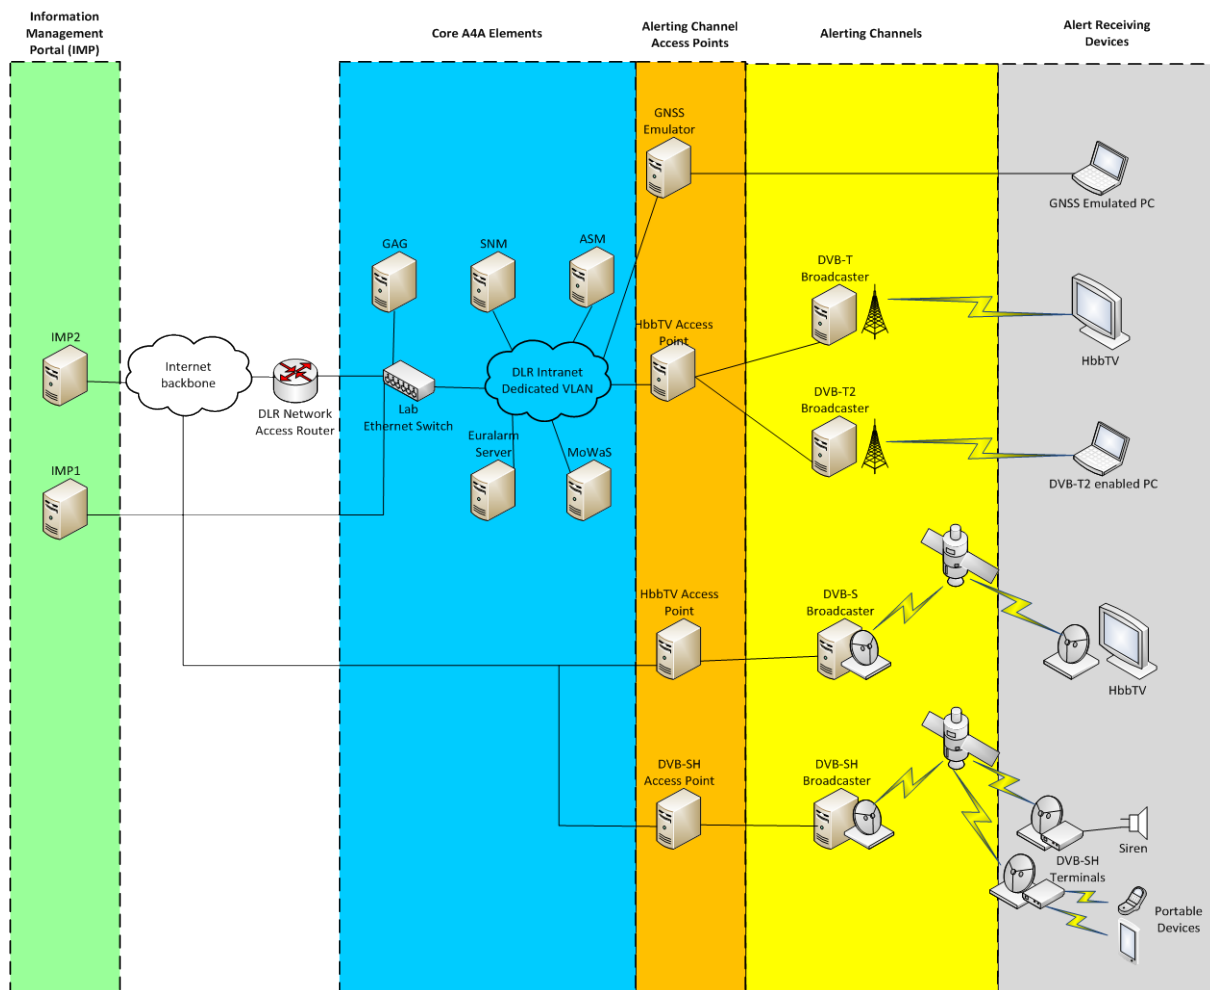 Information
Management
Portal (IMP)
Core A4A Elements
Alerting Channel
Access Points
Alerting Channels
Alert Receiving
Devices
GNSS
Emulator
GNSS Emulated PC
GAG
SNM
ASM
DVB-T
Broadcaster
HbbTV Access
Point
HbbTV
IMP2
Internet
backbone
DLR Network
Access Router
Lab
Ethernet Switch
DLR Intranet
Dedicated VLAN
DVB-T2
Broadcaster
Euralarm
Server
MoWaS
IMP1
DVB-T2 enabled PC
HbbTV Access
Point
DVB-S
Broadcaster
HbbTV
DVB-SH
Access Point
DVB-SH
Broadcaster
Siren
DVB-SH
Terminals
Portable
Devices